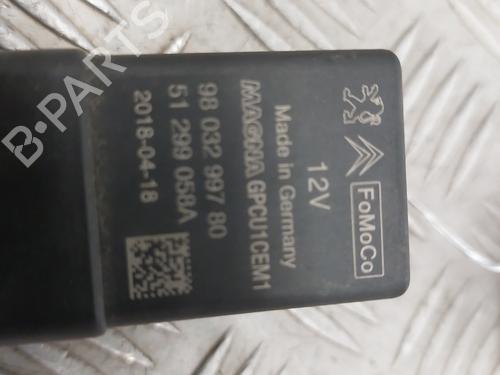 FoMoCo
12V
Made in Germany
MAGNA GPCU1CEM1
98 032 997 80
51 299 058A
2018-04-18
B-PARTS